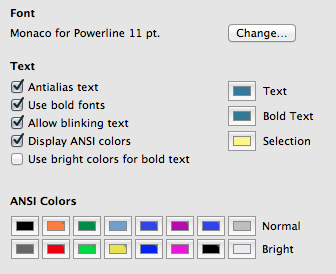 Font
Monaco for Powerline 11 pt.
Change...
Text
Antialias text
Text
Use bold fonts
Bold Text
Allow blinking text
Selection
Display ANSI colors
Use bright colors for bold text
ANSI Colors
Normal
Bright